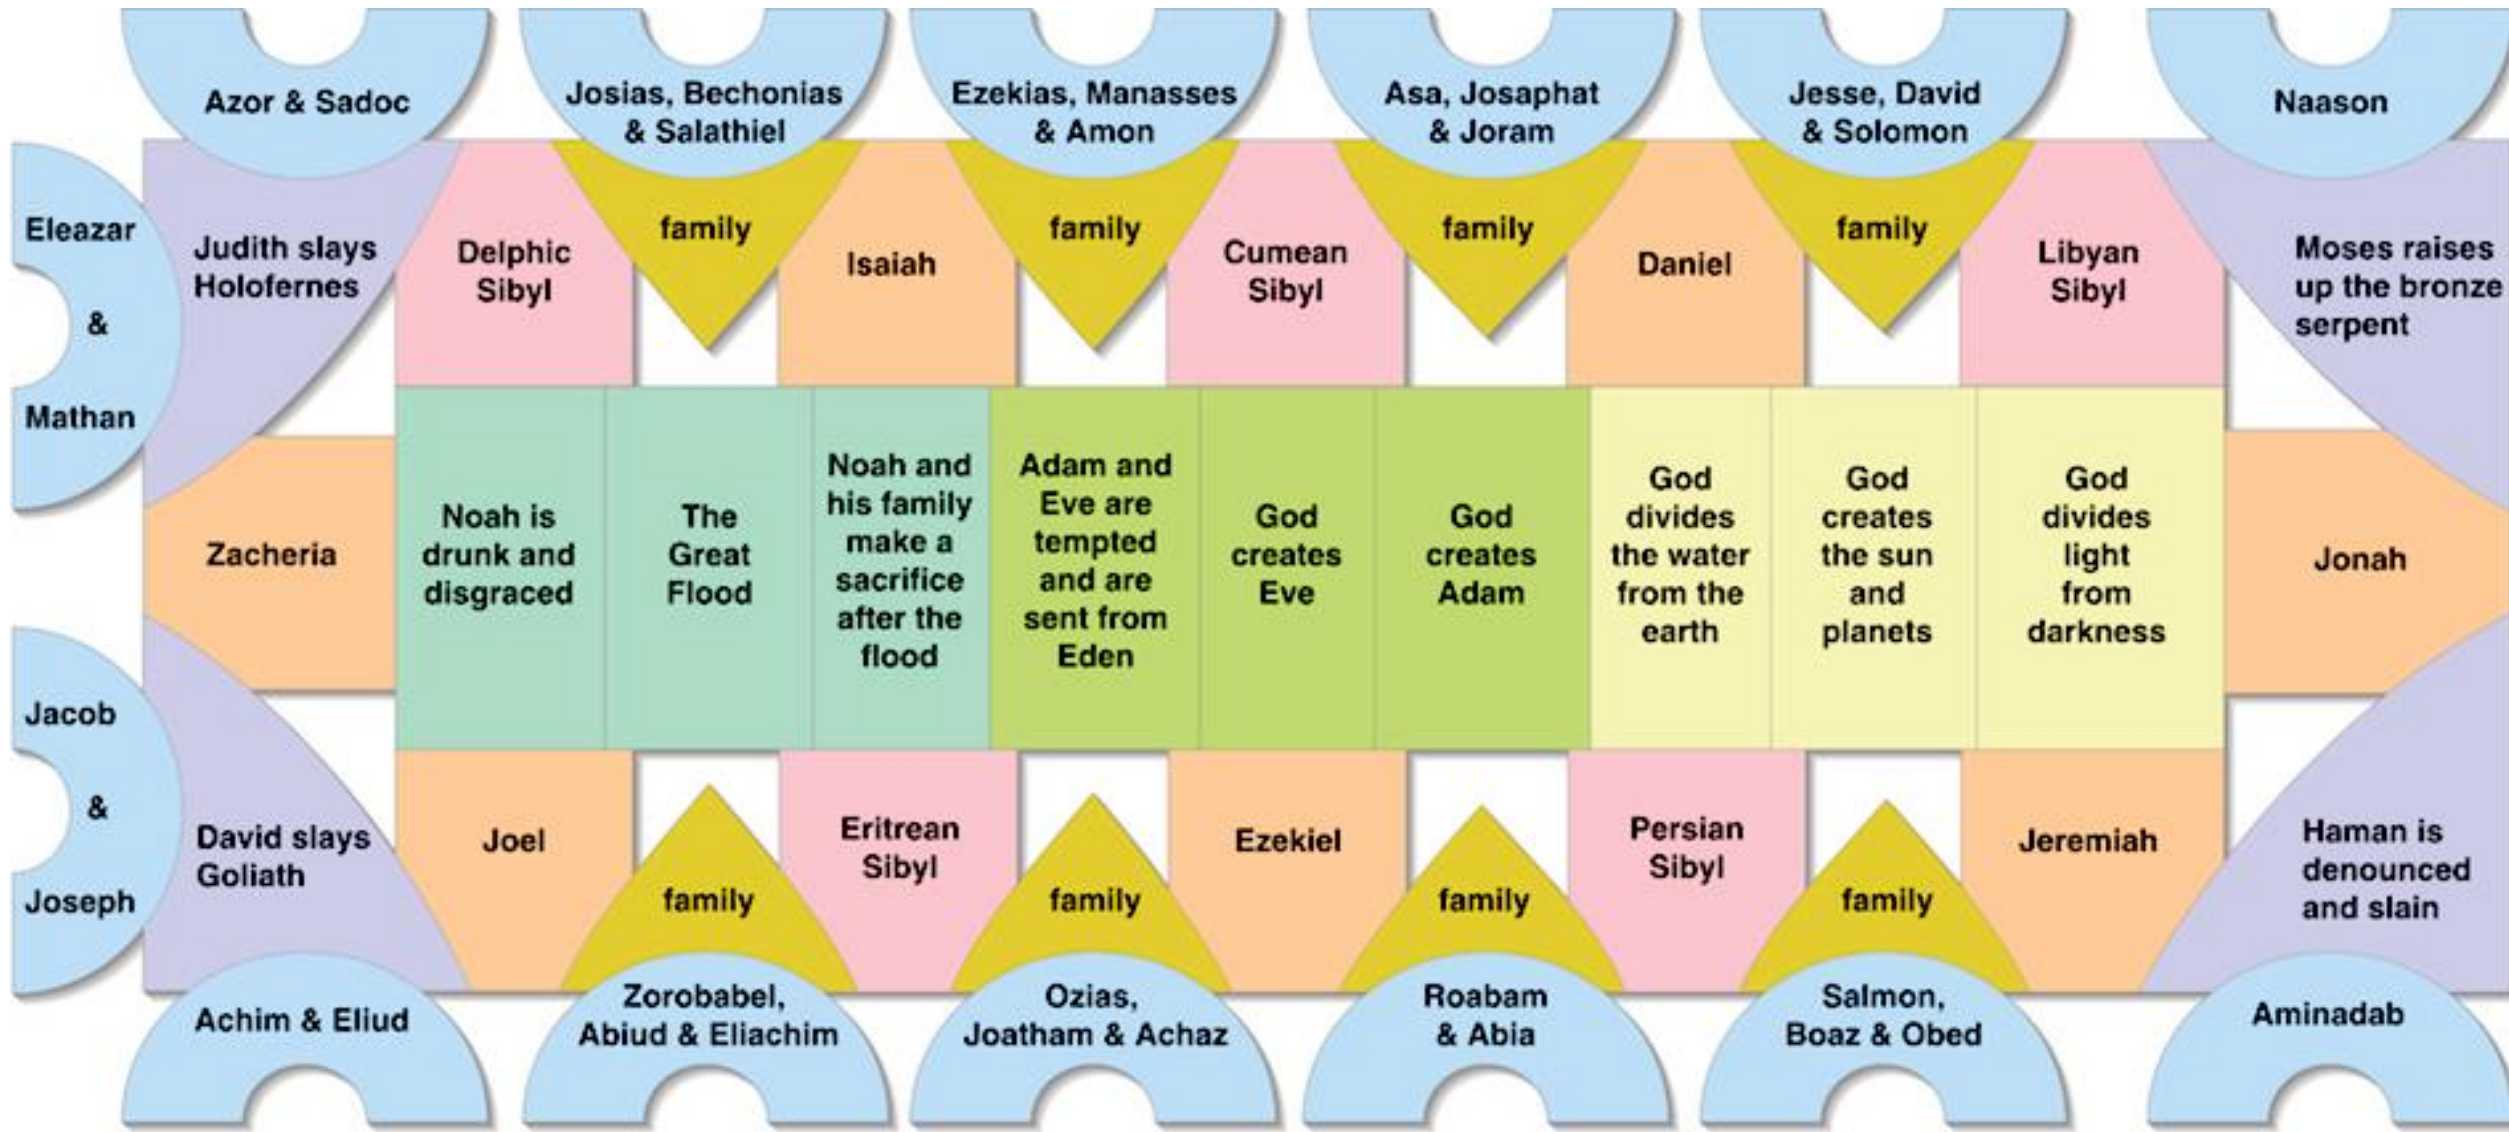 Azor & Sadoc
Josias, Bechonias
& Salathiel
Ezekias, Manasses
& Amon
Asa, Josaphat
& Joram
Jesse, David
& Solomon
Naason
Eleazar
&
Mathan
Judith slays
Holofernes
Delphic
Sibyl
family
Isaiah
family
Cumean
Sibyl
family
Daniel
family
Libyan
Sibyl
Moses raises
up the bronze
serpent
Zacheria
Noah is
drunk and
disgraced
The
Great
Flood
Noah and
his family
make a
sacrifice
after the
flood
Adam and
Eve are
tempted
and are
sent from
Eden
God
creates
Eve
God
creates
Adam
God
divides
the water
from the
earth
God
creates
the sun
and
planets
God
divides
light
from
darkness
Jonah
Jacob
&
Joseph
David slays
Goliath
Joel
family
Eritrean
Sibyl
family
Ezekiel
family
Persian
Sibyl
family
Jeremiah
Haman is
denounced
and slain
Achim & Eliud
Zorobabel,
Abiud & Eliachim
Ozias,
Joatham & Achaz
Roabam
& Abia
Salmon,
Boaz & Obed
Aminadab